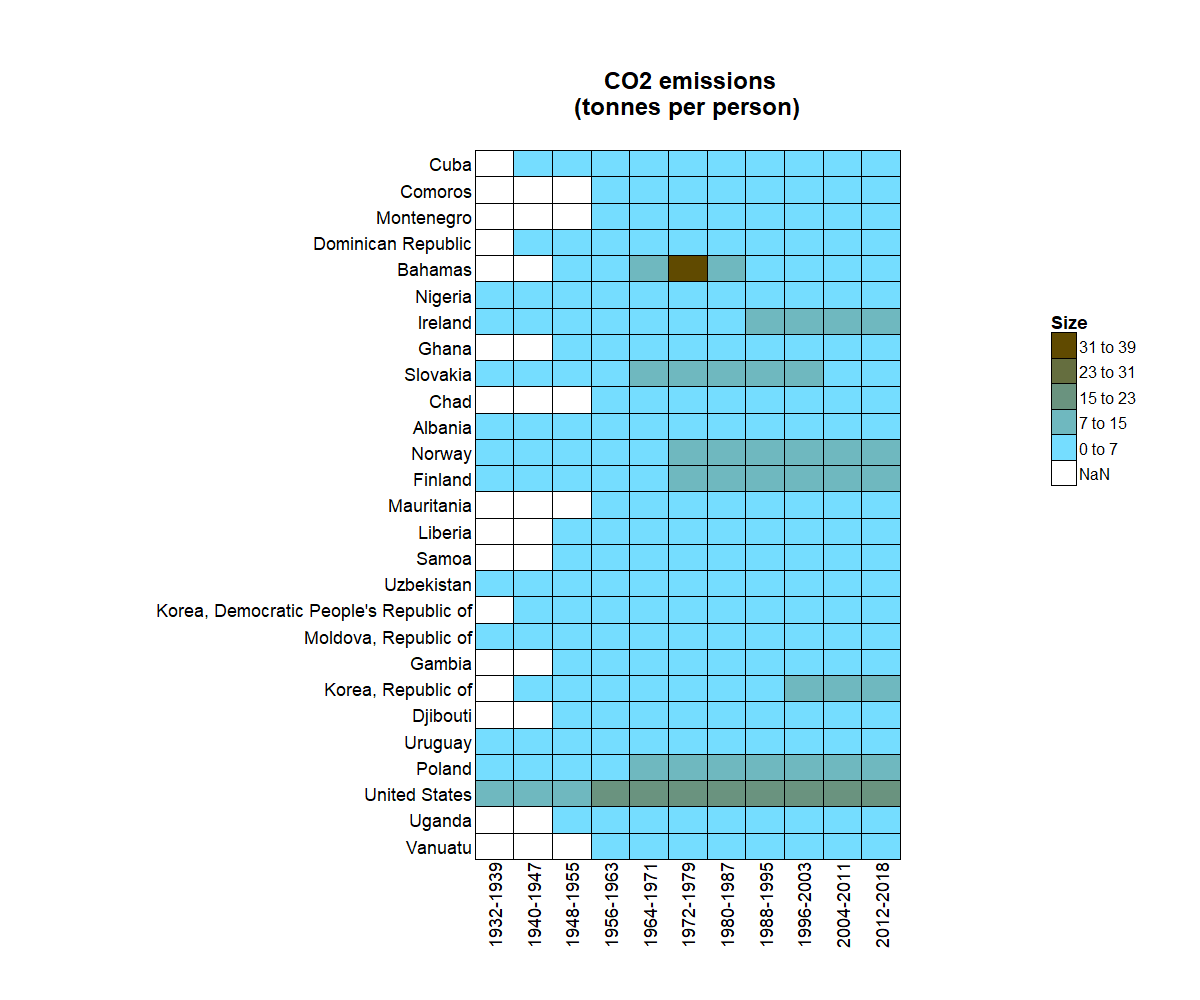 CO2 emissions
(tonnes per person)
Cuba
Comoros
Montenegro
Dominican Republic
Bahamas
Nigeria
Ireland
Ghana
Slovakia
Chad
Albania
Norway
Finland
Mauritania
Liberia
Samoa
Uzbekistan
Korea, Democratic People's Republic of
Moldova, Republic of
Gambia
Korea, Republic of
Djibouti
Uruguay
Poland
United States
Uganda
Vanuatu
1932-1939
1940-1947
1948-1955
1956-1963
1964-1971
1972-1979
1980-1987
1988-1995
1996-2003
2004-2011
2012-2018
Size
31 to 39
23 to 31
15 to 23
7 to 15
0 to 7
NaN